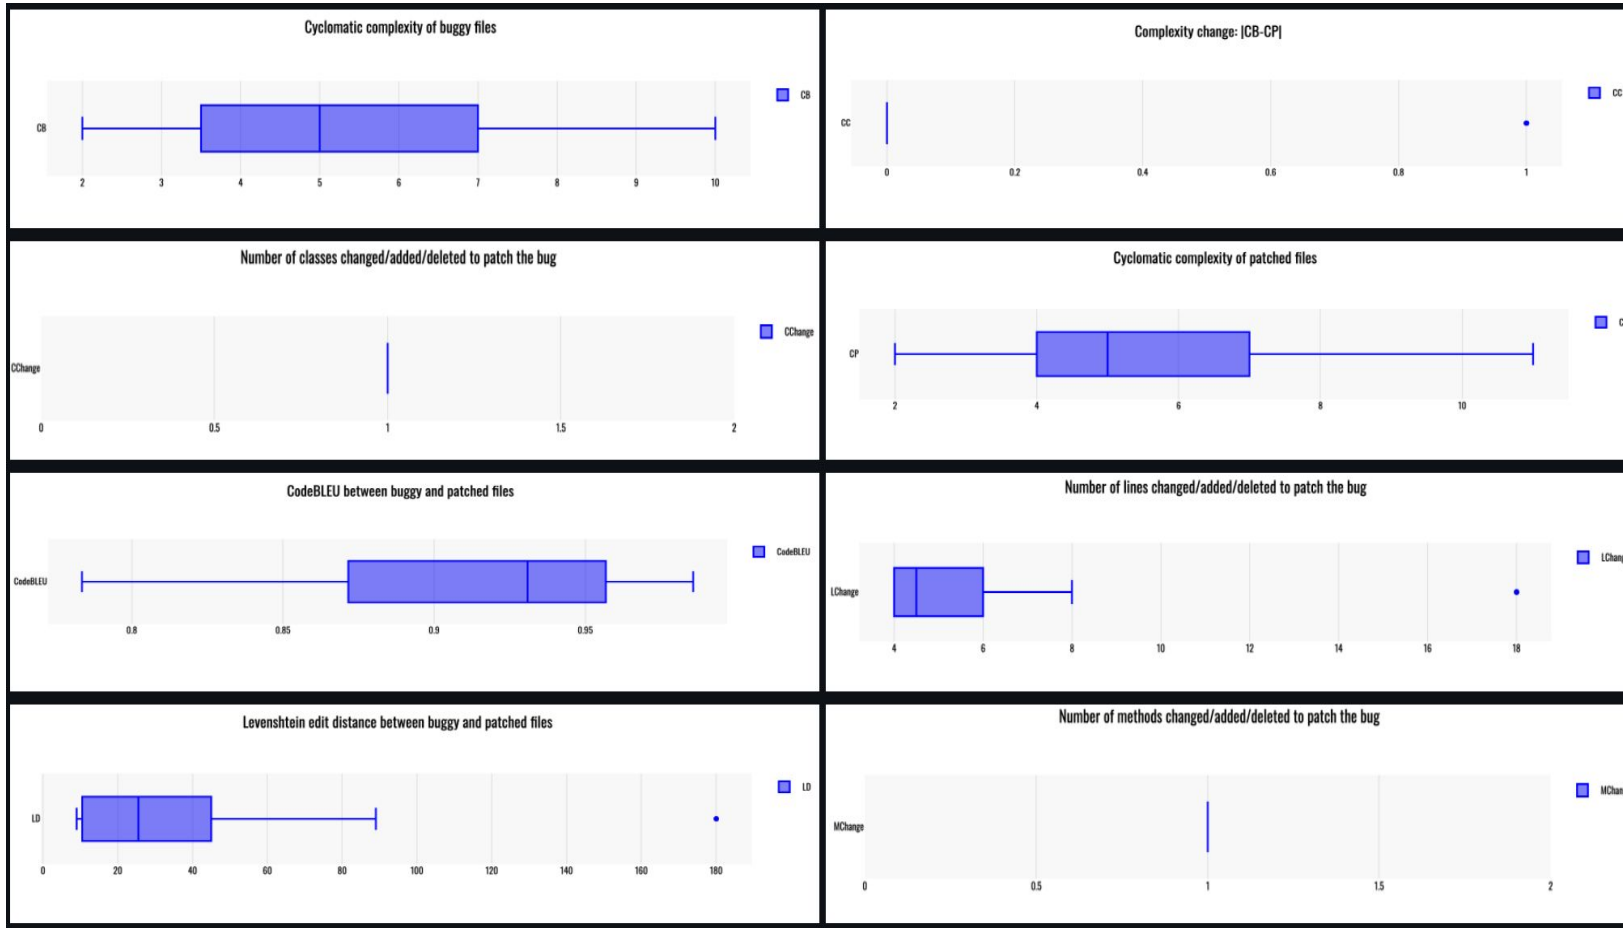 Cyclomatic complexity of buggy files
CB
CB
2 3 4 5 6 7 8 9 10
Complexity change: |CB-CP|
CC
CC
0 0.2 0.4 0.6 0.8 1
Number of classes changed/added/deleted to patch the bug
CChange
CChange
0 0.5 1 1.5 2
Cyclomatic complexity of patched files
C
CP
2 4 6 8 10
CodeBLEU between buggy and patched files
CodeBLEU
CodeBLEU
0.8 0.85 0.9 0.95
Number of lines changed/added/deleted to patch the bug
LChang
LChange
4 6 8 10 12 14 16 18
Levenshtein edit distance between buggy and patched files
LD
LD
0 20 40 60 80 100 120 140 160 180
Number of methods changed/added/deleted to patch the bug
MChan
MChange
0 0.5 1 1.5 2